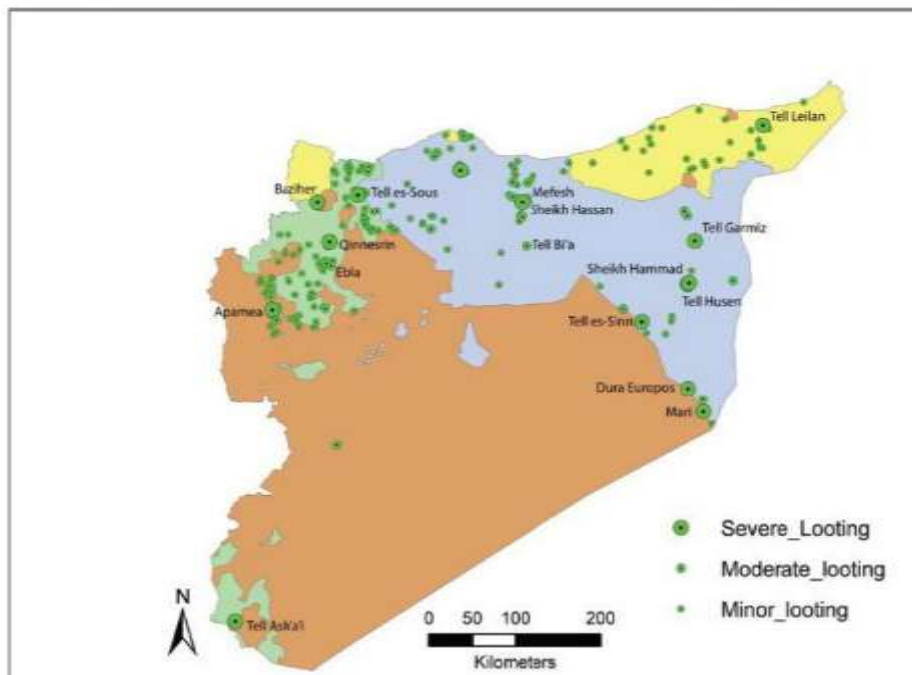 Tell Leilan
Baziher
Tell es-Sous
Mefesh
Sheikh Hassan
Qinnesrin
Tell Bi'a
Tell Garmiz
Ebla
Sheikh Hammad
Tell Husen
Apamea
Tell es-Sinn
Dura Europos
Mari
Severe_Looting
Moderate_looting
Minor_looting
N
Tell Ash'a'i
0 50 100 200
Kilometers